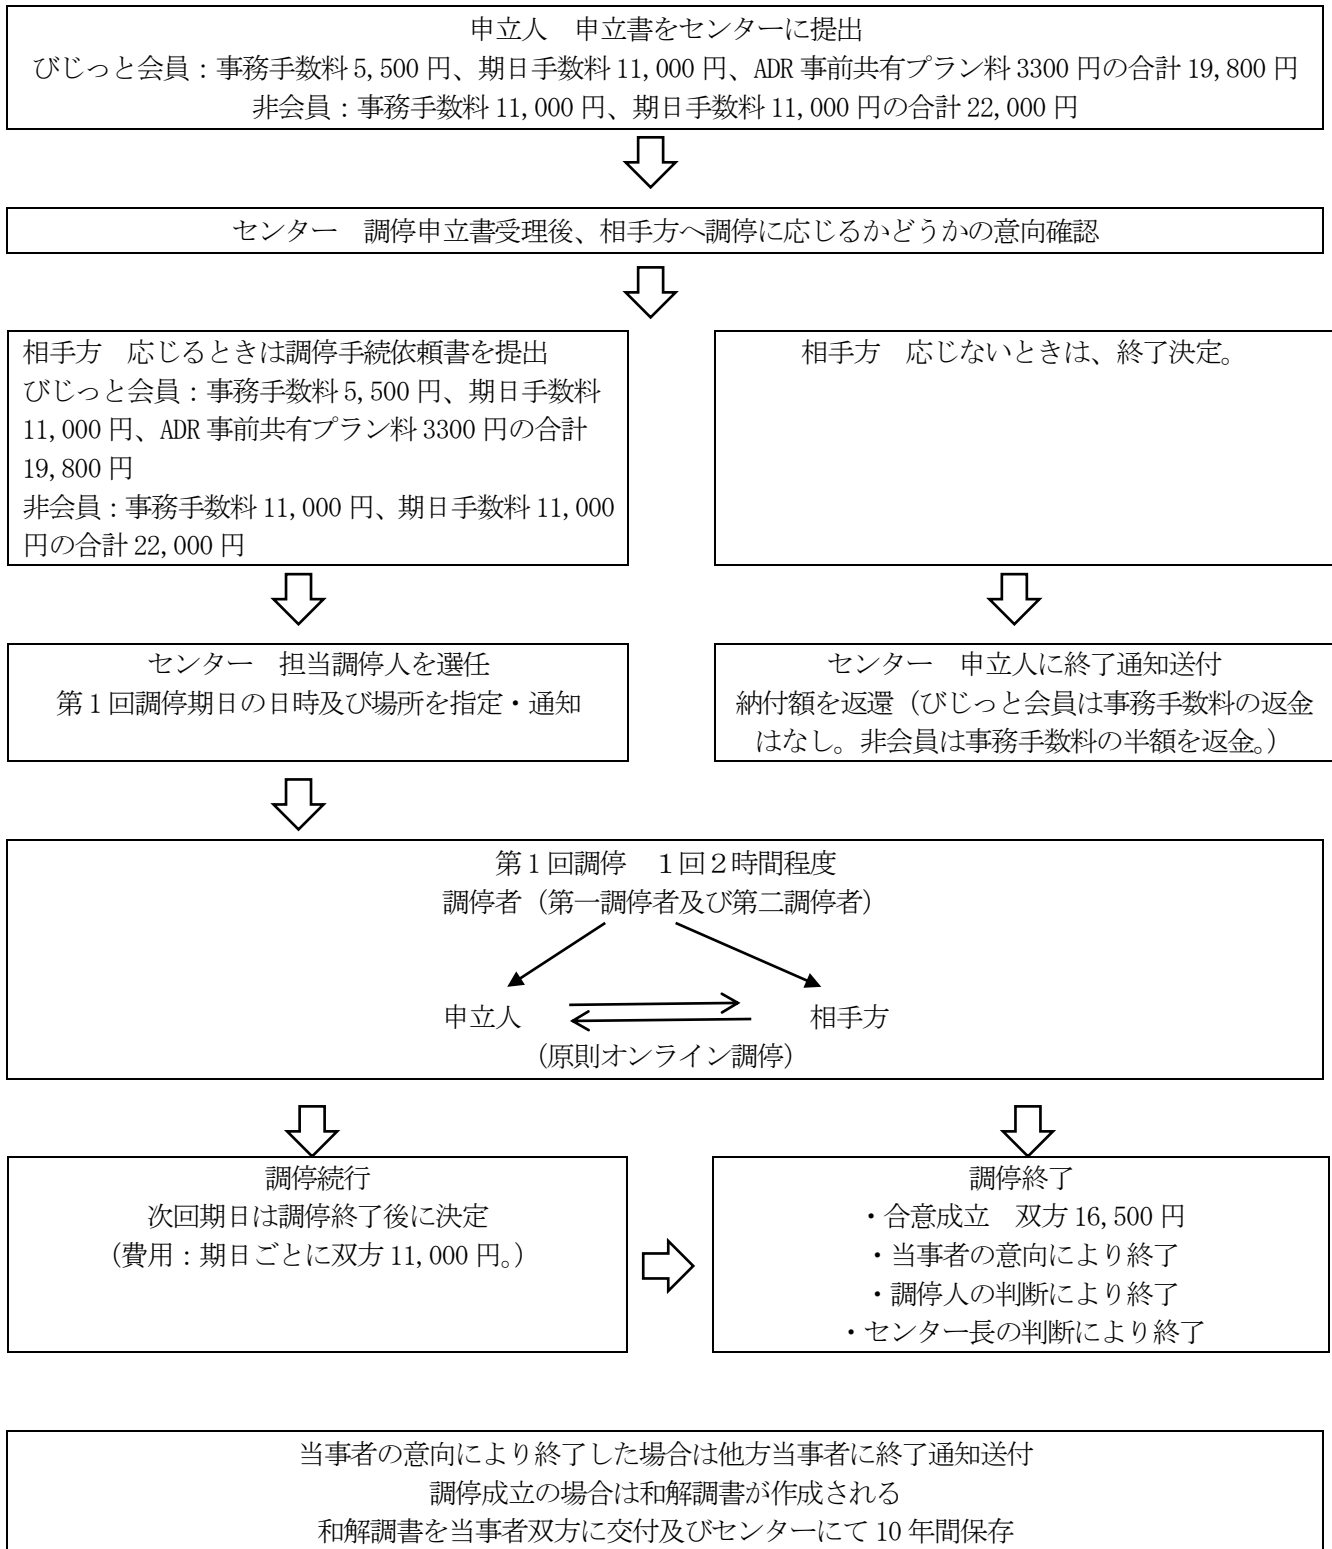 申立人　申立書をセンターに提出
びじっと会員：事務手数料 5,500 円、期日手数料 11,000 円、ADR 事前共有プラン料 3300 円の合計 19,800 円
非会員：事務手数料 11,000 円、期日手数料 11,000 円の合計 22,000 円
センター　調停申立書受理後、相手方へ調停に応じるかどうかの意向確認
相手方　応じるときは調停手続依頼書を提出
びじっと会員：事務手数料 5,500 円、期日手数料
11,000 円、ADR 事前共有プラン料 3300 円の合計
19,800 円
非会員：事務手数料 11,000 円、期日手数料 11,000
円の合計 22,000 円
相手方　応じないときは、終了決定。
センター　担当調停人を選任
第１回調停期日の日時及び場所を指定・通知
センター　申立人に終了通知送付
納付額を返還（びじっと会員は事務手数料の返金
はなし。非会員は事務手数料の半額を返金。）
第１回調停　１回２時間程度
調停者（第一調停者及び第二調停者）
申立人　相手方
（原則オンライン調停）
調停続行
次回期日は調停終了後に決定
（費用：期日ごとに双方 11,000 円。）
調停終了
・合意成立　双方 16,500 円
・当事者の意向により終了
・調停人の判断により終了
・センター長の判断により終了
当事者の意向により終了した場合は他方当事者に終了通知送付
調停成立の場合は和解調書が作成される
和解調書を当事者双方に交付及びセンターにて 10 年間保存